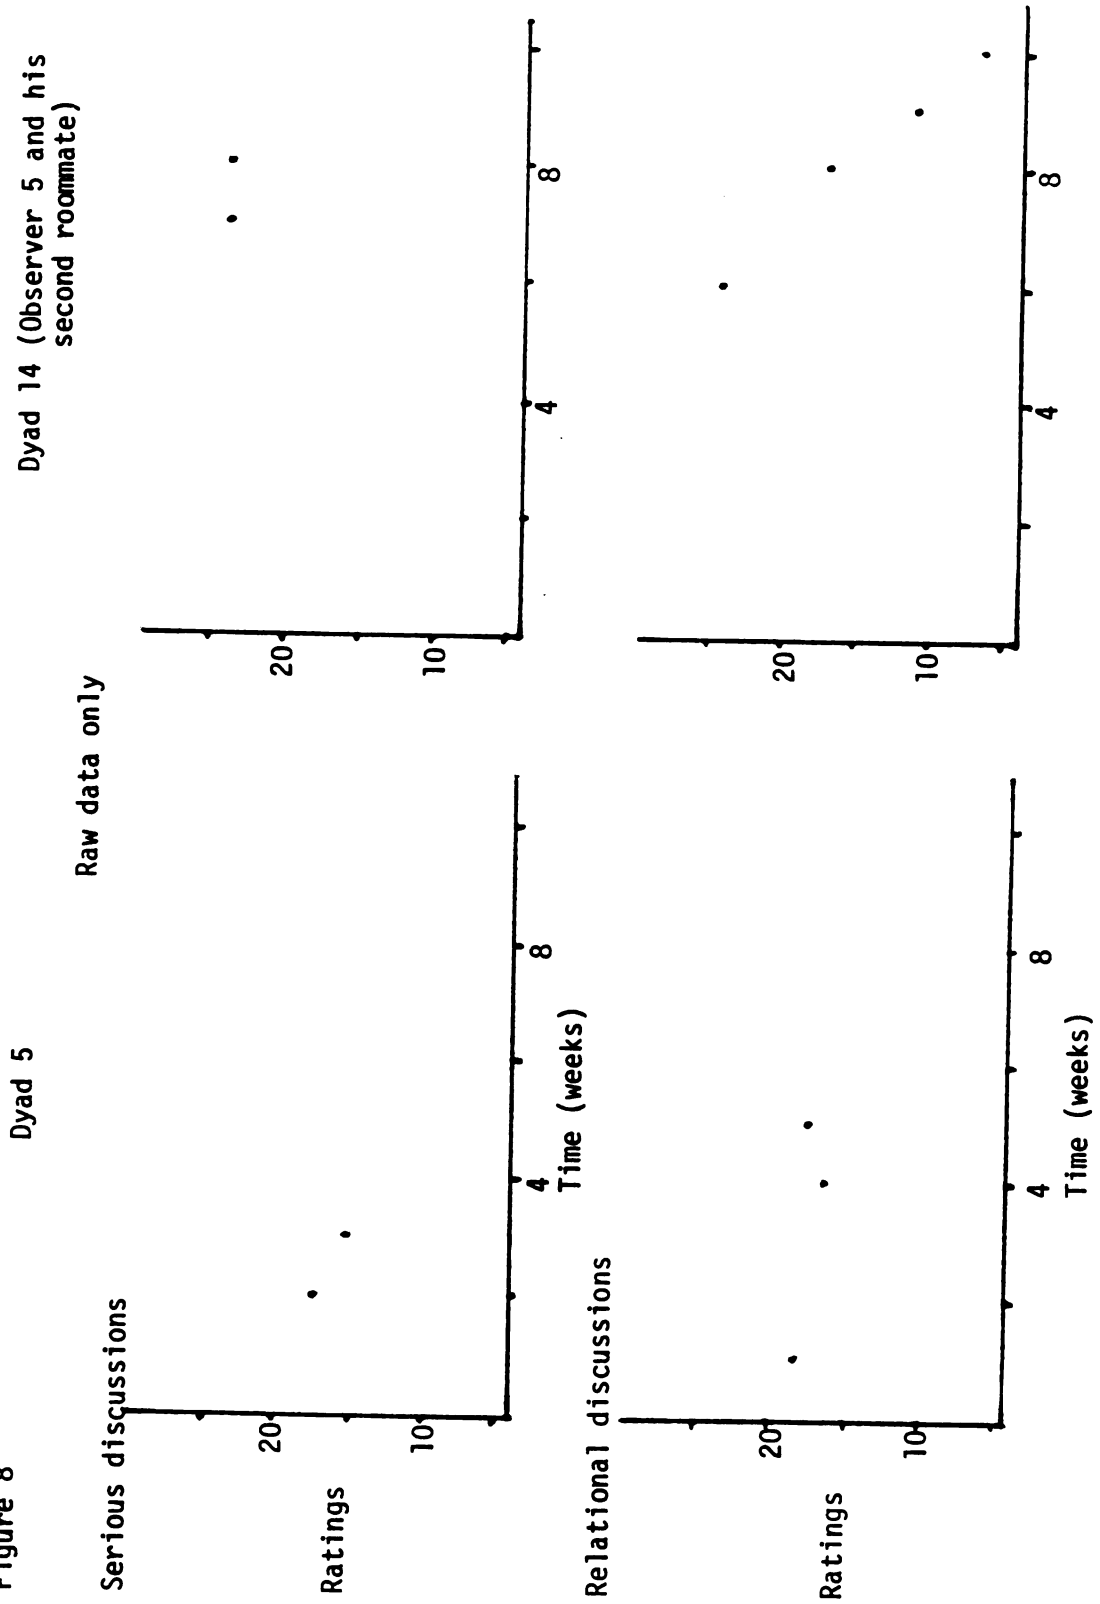 Figure 8
Dyad 5
Dyad 14 (Observer 5 and his
second roommate)
Raw data only
Serious discussions
Ratings
20
10
4
8
Time (weeks)
20
10
4
8
Relational discussions
Ratings
20
10
4
8
Time (weeks)
20
10
4
8